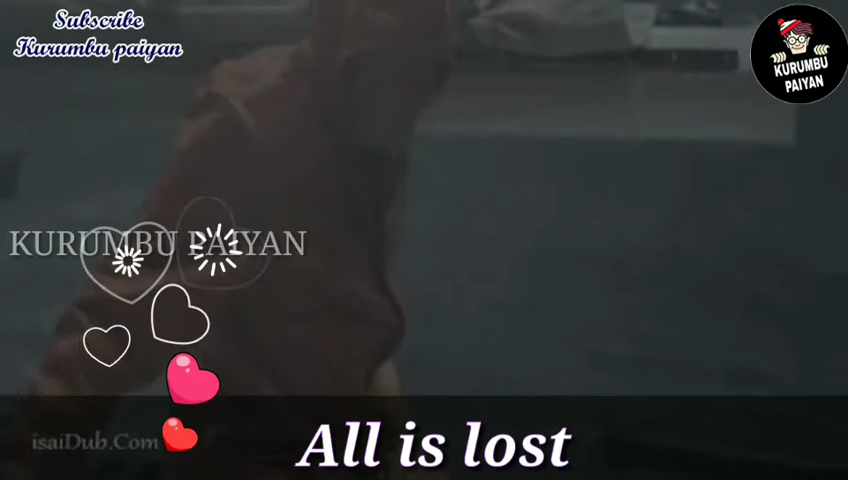 Subscribe
Kurumbu paiyan
KURUMBU
PAIYAN
KURUMBU PAIYAN
isaiDub.Com
All is lost